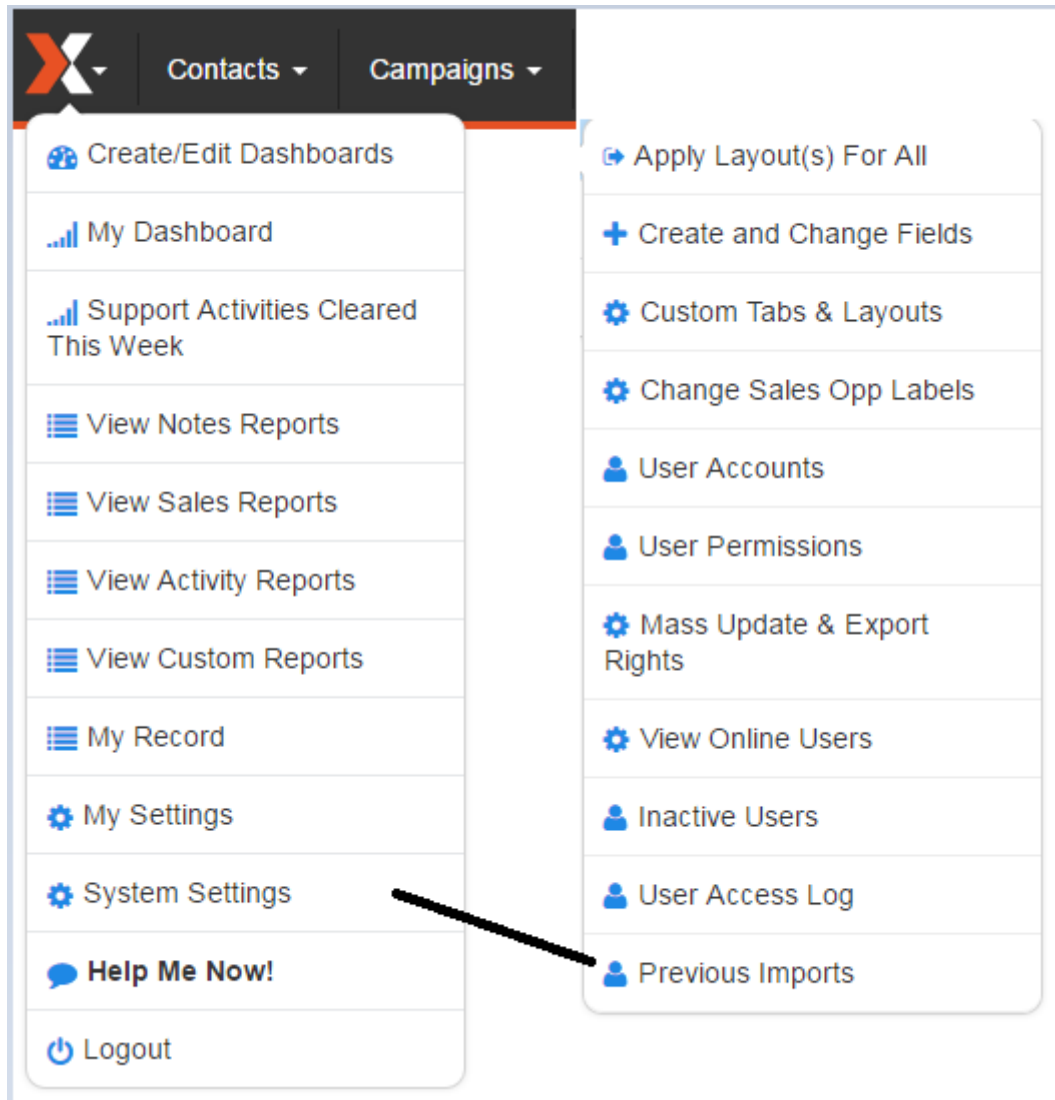 Contacts
Campaigns
Create/Edit Dashboards
My Dashboard
Support Activities Cleared
This Week
View Notes Reports
View Sales Reports
View Activity Reports
View Custom Reports
My Record
My Settings
System Settings
Help Me Now!
Logout
Apply Layout(s) For All
Create and Change Fields
Custom Tabs & Layouts
Change Sales Opp Labels
User Accounts
User Permissions
Mass Update & Export
Rights
View Online Users
Inactive Users
User Access Log
Previous Imports